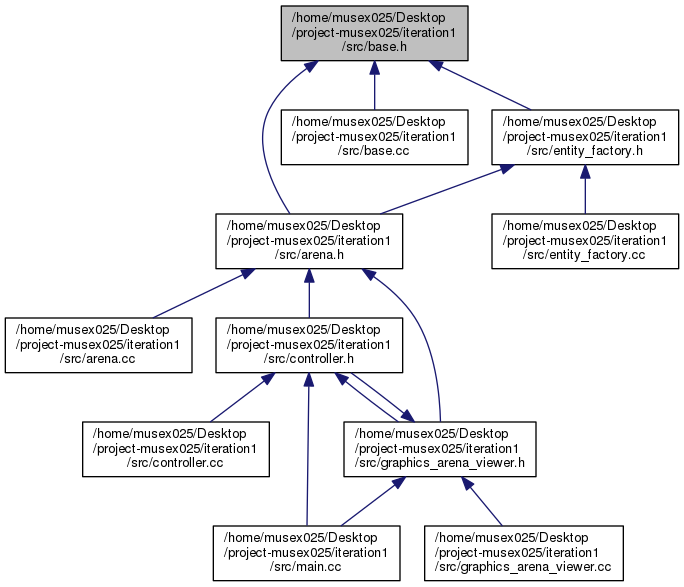 /home/musex025/Desktop
/project-musex025/iteration1
/src/base.h
/home/musex025/Desktop
/project-musex025/iteration1
/src/base.cc
/home/musex025/Desktop
/project-musex025/iteration1
/src/entity_factory.h
/home/musex025/Desktop
/project-musex025/iteration1
/src/arena.h
/home/musex025/Desktop
/project-musex025/iteration1
/src/entity_factory.cc
/home/musex025/Desktop
/project-musex025/iteration1
/src/arena.cc
/home/musex025/Desktop
/project-musex025/iteration1
/src/controller.h
/home/musex025/Desktop
/project-musex025/iteration1
/src/controller.cc
/home/musex025/Desktop
/project-musex025/iteration1
/src/graphics_arena_viewer.h
/home/musex025/Desktop
/project-musex025/iteration1
/src/main.cc
/home/musex025/Desktop
/project-musex025/iteration1
/src/graphics_arena_viewer.cc